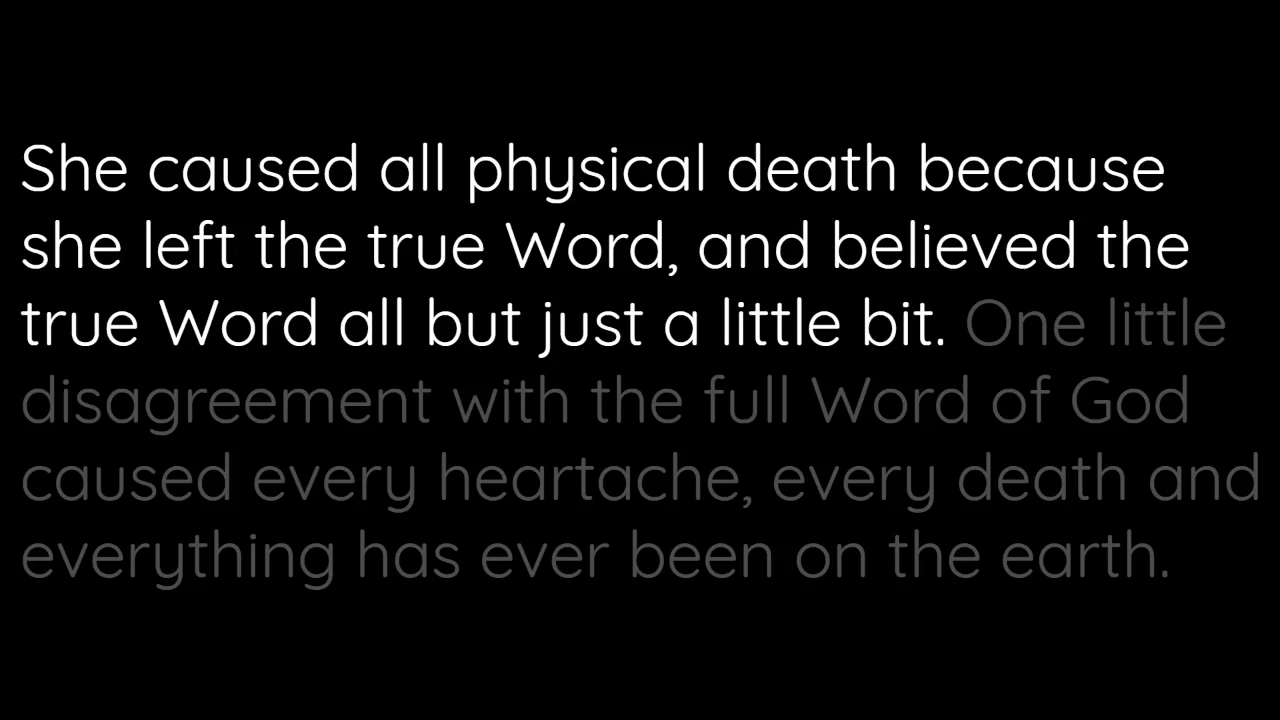 She caused all physical death because
she left the true Word, and believed the
true Word all but just a little bit. One little
disagreement with the full Word of God
caused every heartache, every death and
everything has ever been on the earth.